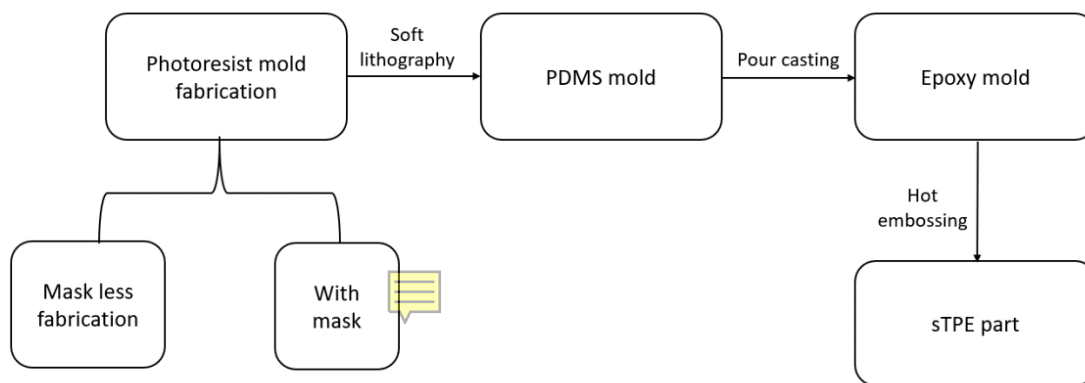 Photoresist mold
fabrication
Soft
lithography
PDMS mold
Pour casting
Epoxy mold
Hot
embossing
Mask less
fabrication
With
mask
sTPE part